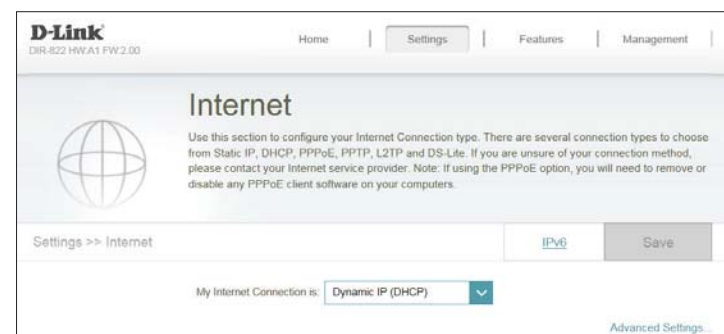 D-Link
DIR-822 HW:A1 FW:2.00
Home | Settings | Features | Management |
Internet
Use this section to configure your Internet Connection type. There are several connection types to choose
from Static IP, DHCP, PPPoE, PPTP, L2TP and DS-Lite. If you are unsure of your connection method,
please contact your Internet service provider. Note: If using the PPPoE option, you will need to remove or
disable any PPPoE client software on your computers.
Settings >> Internet
IPv6
Save
My Internet Connection is: Dynamic IP (DHCP)
Advanced Settings...